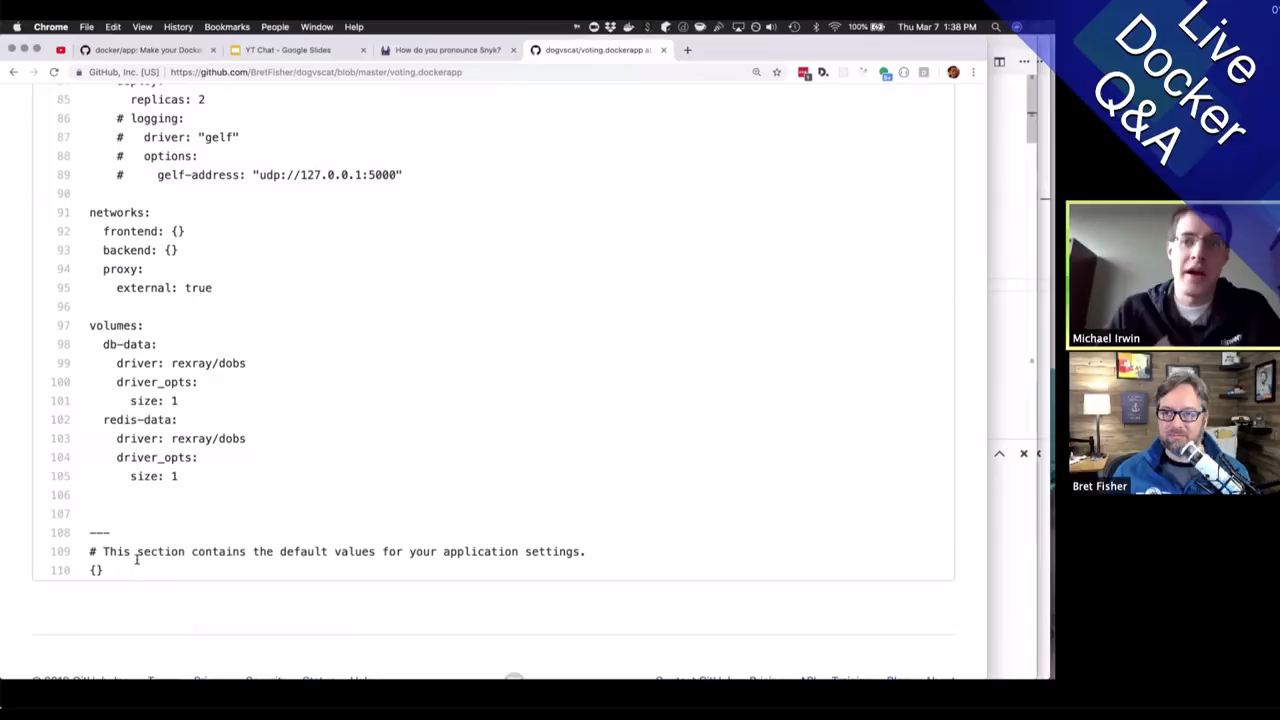 Chrome File Edit View History Bookmarks People Window Help
100% Thu Mar 7 1:38 PM
docker/app: Make your Docke
YT Chat - Google Slides
How do you pronounce Snyk?
dogvscat/voting.dockerapp at
GitHub, Inc. [US] https://github.com/BretFisher/dogvscat/blob/master/voting.dockerapp
Live
Docker
Q&A
85 replicas: 2
86 # logging:
87 # driver: "gelf"
88 # options:
89 # gelf-address: "udp://127.0.0.1:5000"
90
91 networks:
92 frontend: {}
93 backend: {}
94 proxy:
95 external: true
96
97 volumes:
98 db-data:
99 driver: rexray/dobs
100 driver_opts:
101 size: 1
102 redis-data:
103 driver: rexray/dobs
104 driver_opts:
105 size: 1
106
107
108 ---
109 # This section contains the default values for your application settings.
110 {}
Michael Irwin
Bret Fisher